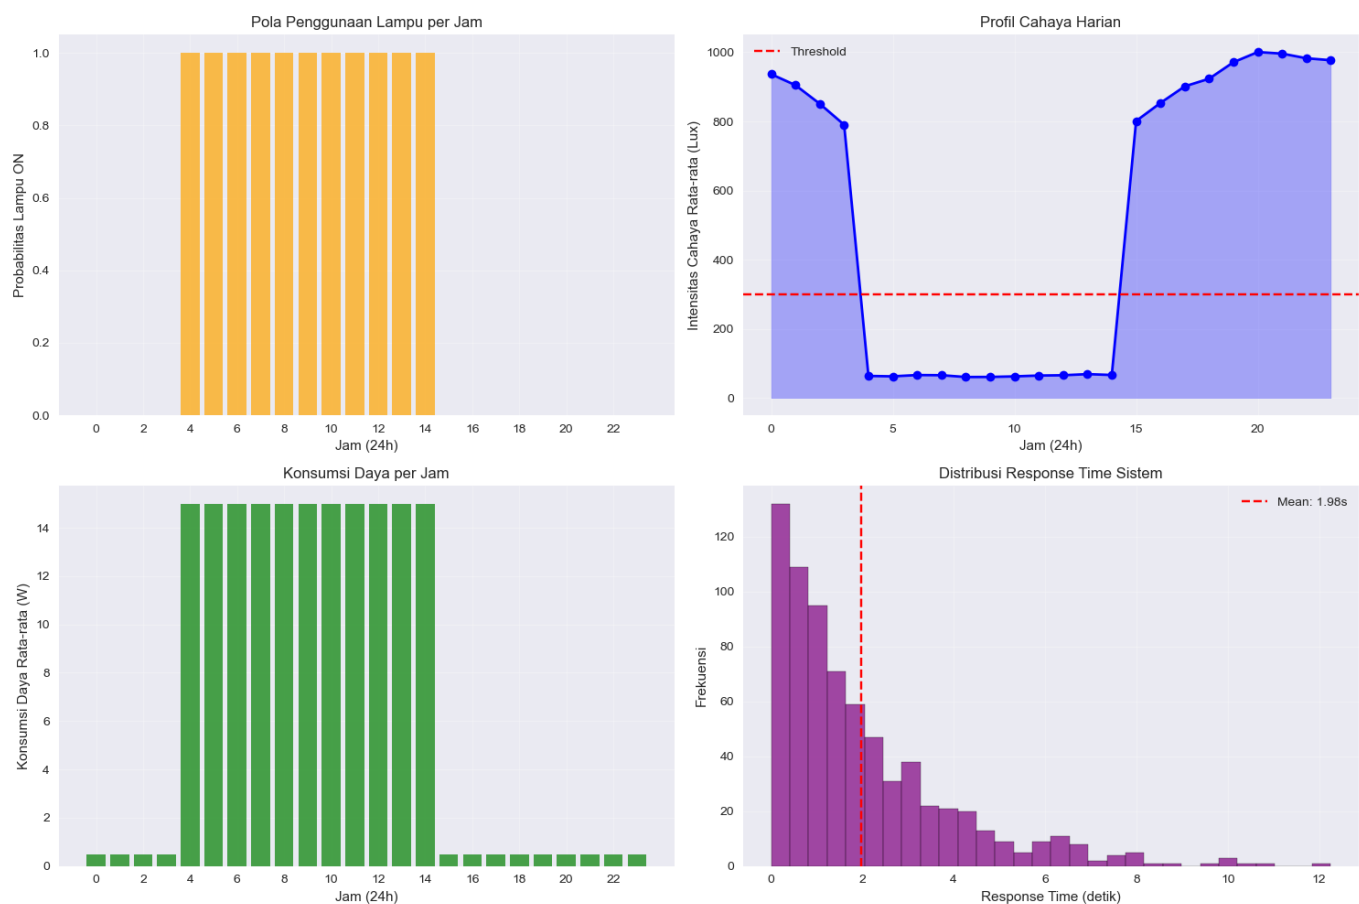 Pola Penggunaan Lampu per Jam
Probabilitas Lampu ON
1.0
0.8
0.6
0.4
0.2
0.0
0 2 4 6 8 10 12 14 16 18 20 22
Jam (24h)
Profil Cahaya Harian
Threshold
Intensitas Cahaya Rata-rata (Lux)
1000
800
600
400
200
0
0 5 10 15 20
Jam (24h)
Konsumsi Daya per Jam
Konsumsi Daya Rata-rata (W)
14
12
10
8
6
4
2
0
0 2 4 6 8 10 12 14 16 18 20 22
Jam (24h)
Distribusi Response Time Sistem
Mean: 1.98s
Frekuensi
120
100
80
60
40
20
0
0 2 4 6 8 10 12
Response Time (detik)